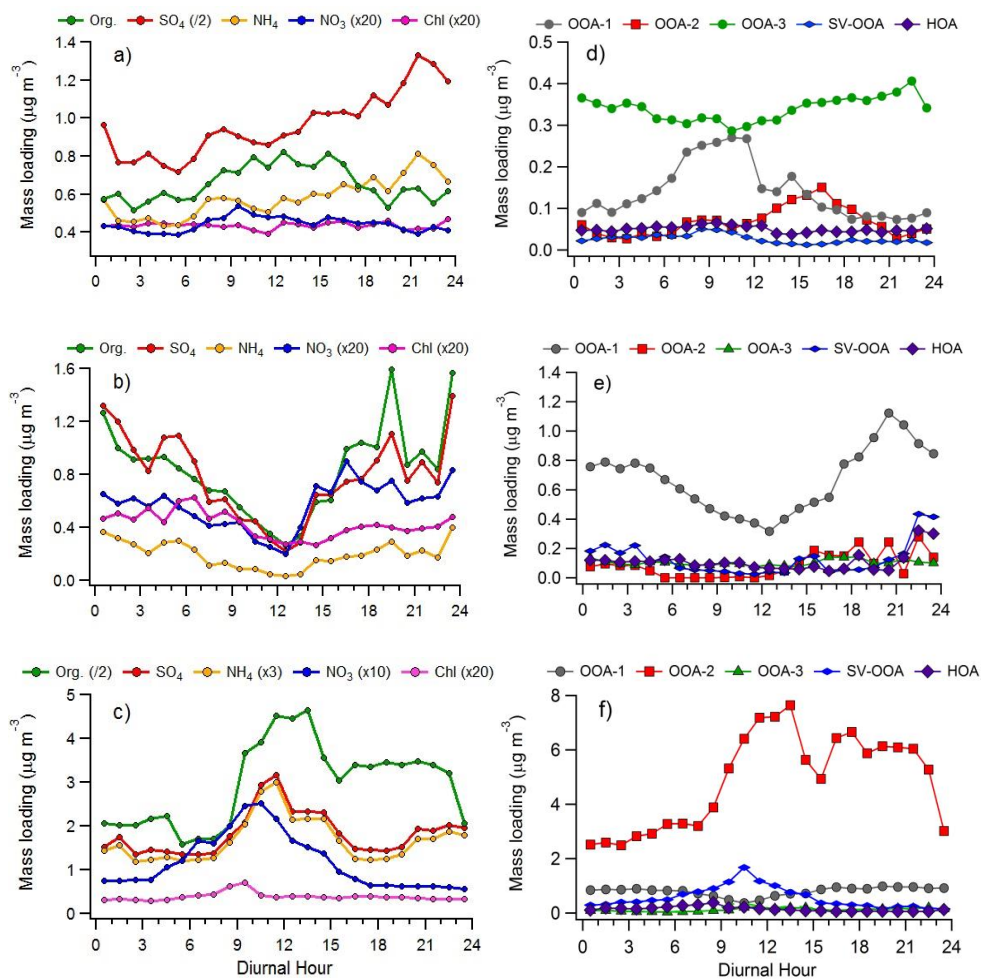 Org. SO₄ (/2) NH₄ NO₃ (x20) Chl (x20)
a)
Mass loading (µg m⁻³)
1.4
1.2
1.0
0.8
0.6
0.4
0 3 6 9 12 15 18 21 24
OOA-1 OOA-2 OOA-3 SV-OOA HOA
d)
Mass loading (µg m⁻³)
0.5
0.4
0.3
0.2
0.1
0.0
0 3 6 9 12 15 18 21 24
Org. SO₄ NH₄ NO₃ (x20) Chl (x20)
b)
Mass loading (µg m⁻³)
1.6
1.2
0.8
0.4
0.0
0 3 6 9 12 15 18 21 24
OOA-1 OOA-2 OOA-3 SV-OOA HOA
e)
Mass loading (µg m⁻³)
1.4
1.2
1.0
0.8
0.6
0.4
0.2
0.0
0 3 6 9 12 15 18 21 24
Org. (/2) SO₄ NH₄ (x3) NO₃ (x10) Chl (x20)
c)
Mass loading (µg m⁻³)
5
4
3
2
1
0
0 3 6 9 12 15 18 21 24
Diurnal Hour
OOA-1 OOA-2 OOA-3 SV-OOA HOA
f)
Mass loading (µg m⁻³)
8
6
4
2
0
0 3 6 9 12 15 18 21 24
Diurnal Hour